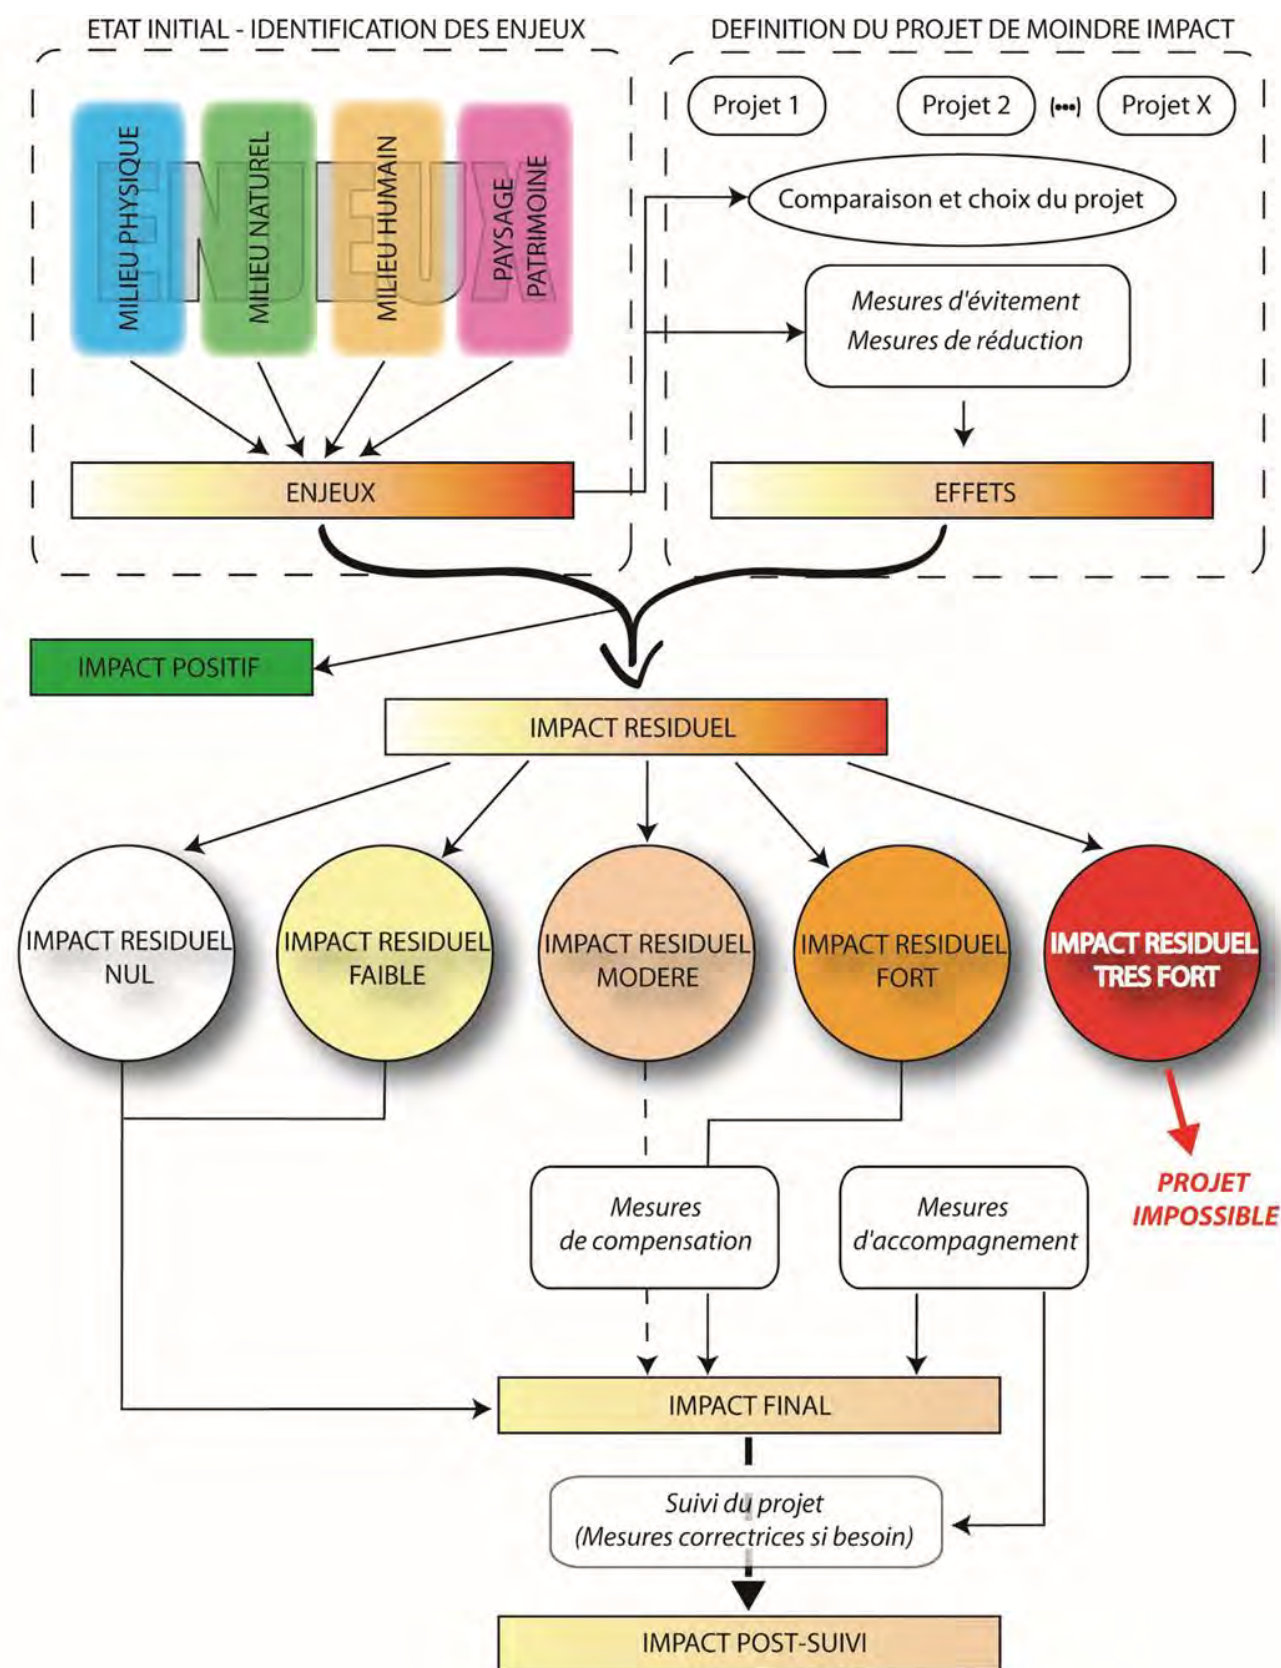 ETAT INITIAL - IDENTIFICATION DES ENJEUX
MILIEU PHYSIQUE
MILIEU NATUREL
MILIEU HUMAIN
PAYSAGE
PATRIMOINE
ENJEUX
ENJEUX
DEFINITION DU PROJET DE MOINDRE IMPACT
Projet 1
Projet 2
(•••)
Projet X
Comparaison et choix du projet
Mesures d'évitement
Mesures de réduction
EFFETS
IMPACT POSITIF
IMPACT RESIDUEL
IMPACT RESIDUEL
NUL
IMPACT RESIDUEL
FAIBLE
IMPACT RESIDUEL
MODERE
IMPACT RESIDUEL
FORT
IMPACT RESIDUEL
TRES FORT
PROJET
IMPOSSIBLE
Mesures
de compensation
Mesures
d'accompagnement
IMPACT FINAL
Suivi du projet
(Mesures correctrices si besoin)
IMPACT POST-SUIVI